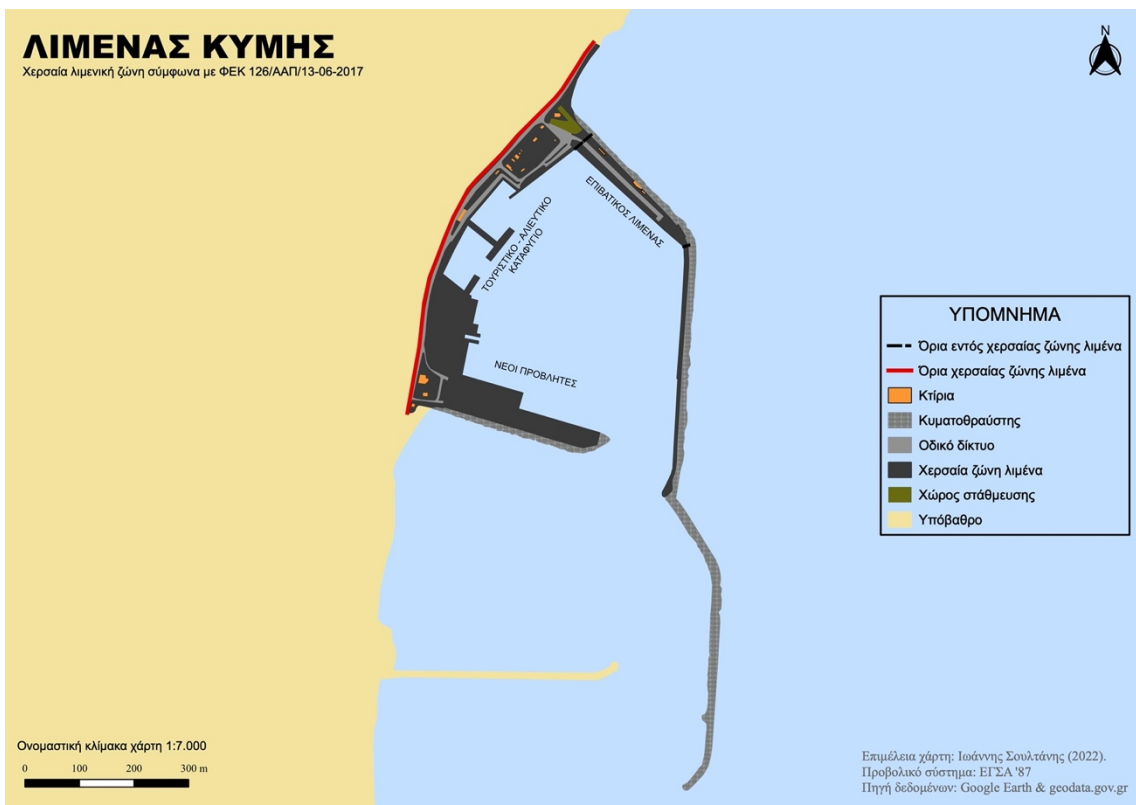 ΛΙΜΕΝΑΣ ΚΥΜΗΣ
Χερσαία λιμενική ζώνη σύμφωνα με ΦΕΚ 126/ΑΑΠ/13-06-2017
N
ΕΠΙΒΑΤΙΚΟΣ ΛΙΜΕΝΑΣ
ΤΟΥΡΙΣΤΙΚΟ - ΑΛΙΕΥΤΙΚΟ
ΚΑΤΑΦΥΓΙΟ
ΝΕΟΙ ΠΡΟΒΛΗΤΕΣ
ΥΠΟΜΝΗΜΑ
Όρια εντός χερσαίας ζώνης λιμένα
Όρια χερσαίας ζώνης λιμένα
Κτίρια
Κυματοθραύστης
Οδικό δίκτυο
Χερσαία ζώνη λιμένα
Χώρος στάθμευσης
Υπόβαθρο
Ονομαστική κλίμακα χάρτη 1:7.000
0 100 200 300 m
Επιμέλεια χάρτη: Ιωάννης Σουλτάνης (2022).
Προβολικό σύστημα: ΕΓΣΑ '87
Πηγή δεδομένων: Google Earth & geodata.gov.gr